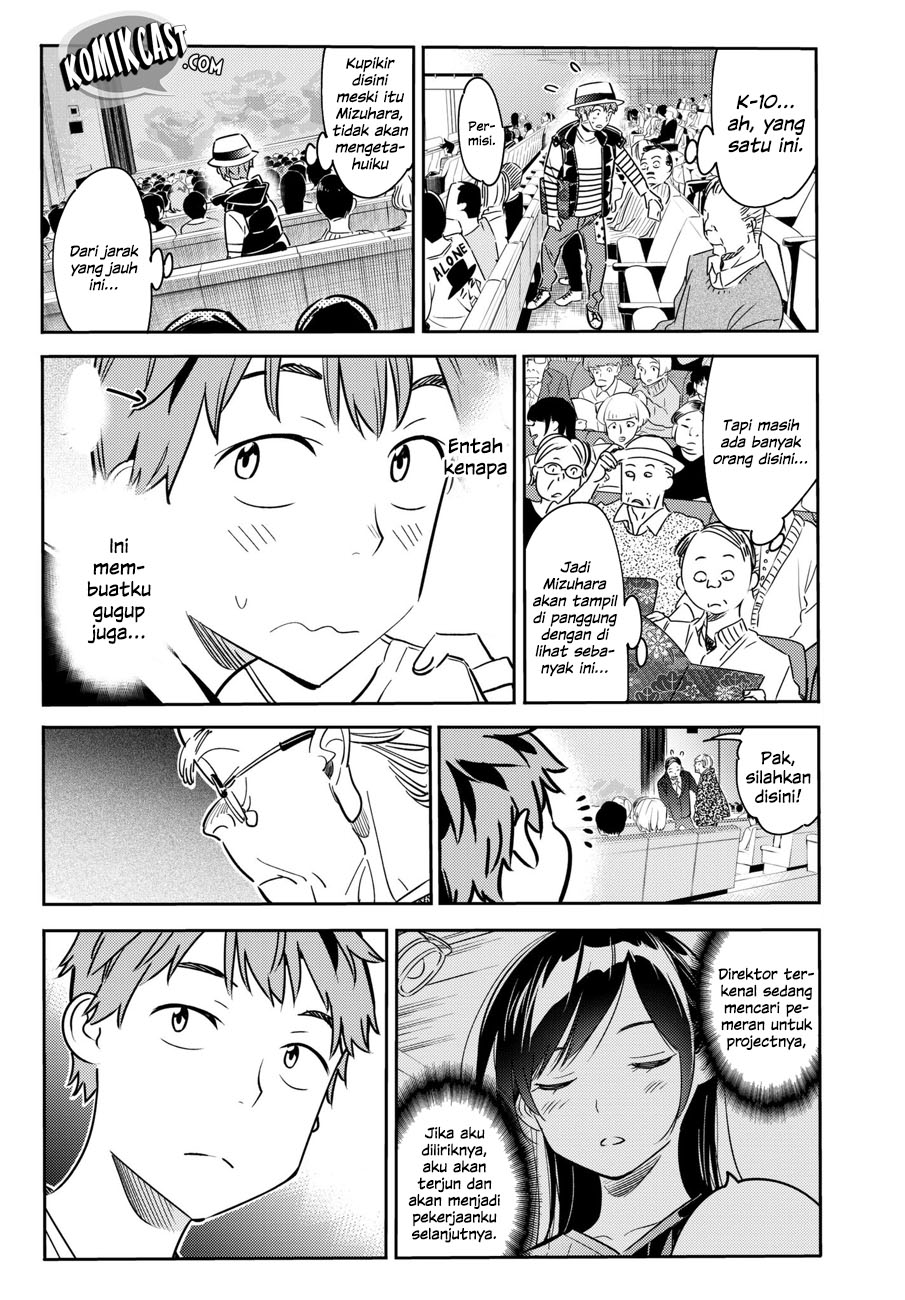 KOMIKCAST
.COM
K-10...
ah, yang
satu ini.
Per-
misi.
ALONE
Kupikir
disini
meski itu
Mizuhara,
tidak akan
mengeta-
huiku
Dari jarak
yang jauh
ini...
Tapi masih
ada banyak
orang disini...
Jadi
Mizuhara
akan tampil
di panggung
dengan di
lihat seba-
nyak ini...
Entah
kenapa
Ini
mem-
buatku
gugup
juga...
Pak,
silahkan
disini!
Direktor ter-
kenal sedang
mencari pe-
meran untuk
projectnya,
Jika aku
diliriknya,
aku akan
terjun dan
akan menjadi
pekerjaanku
selanjutnya.